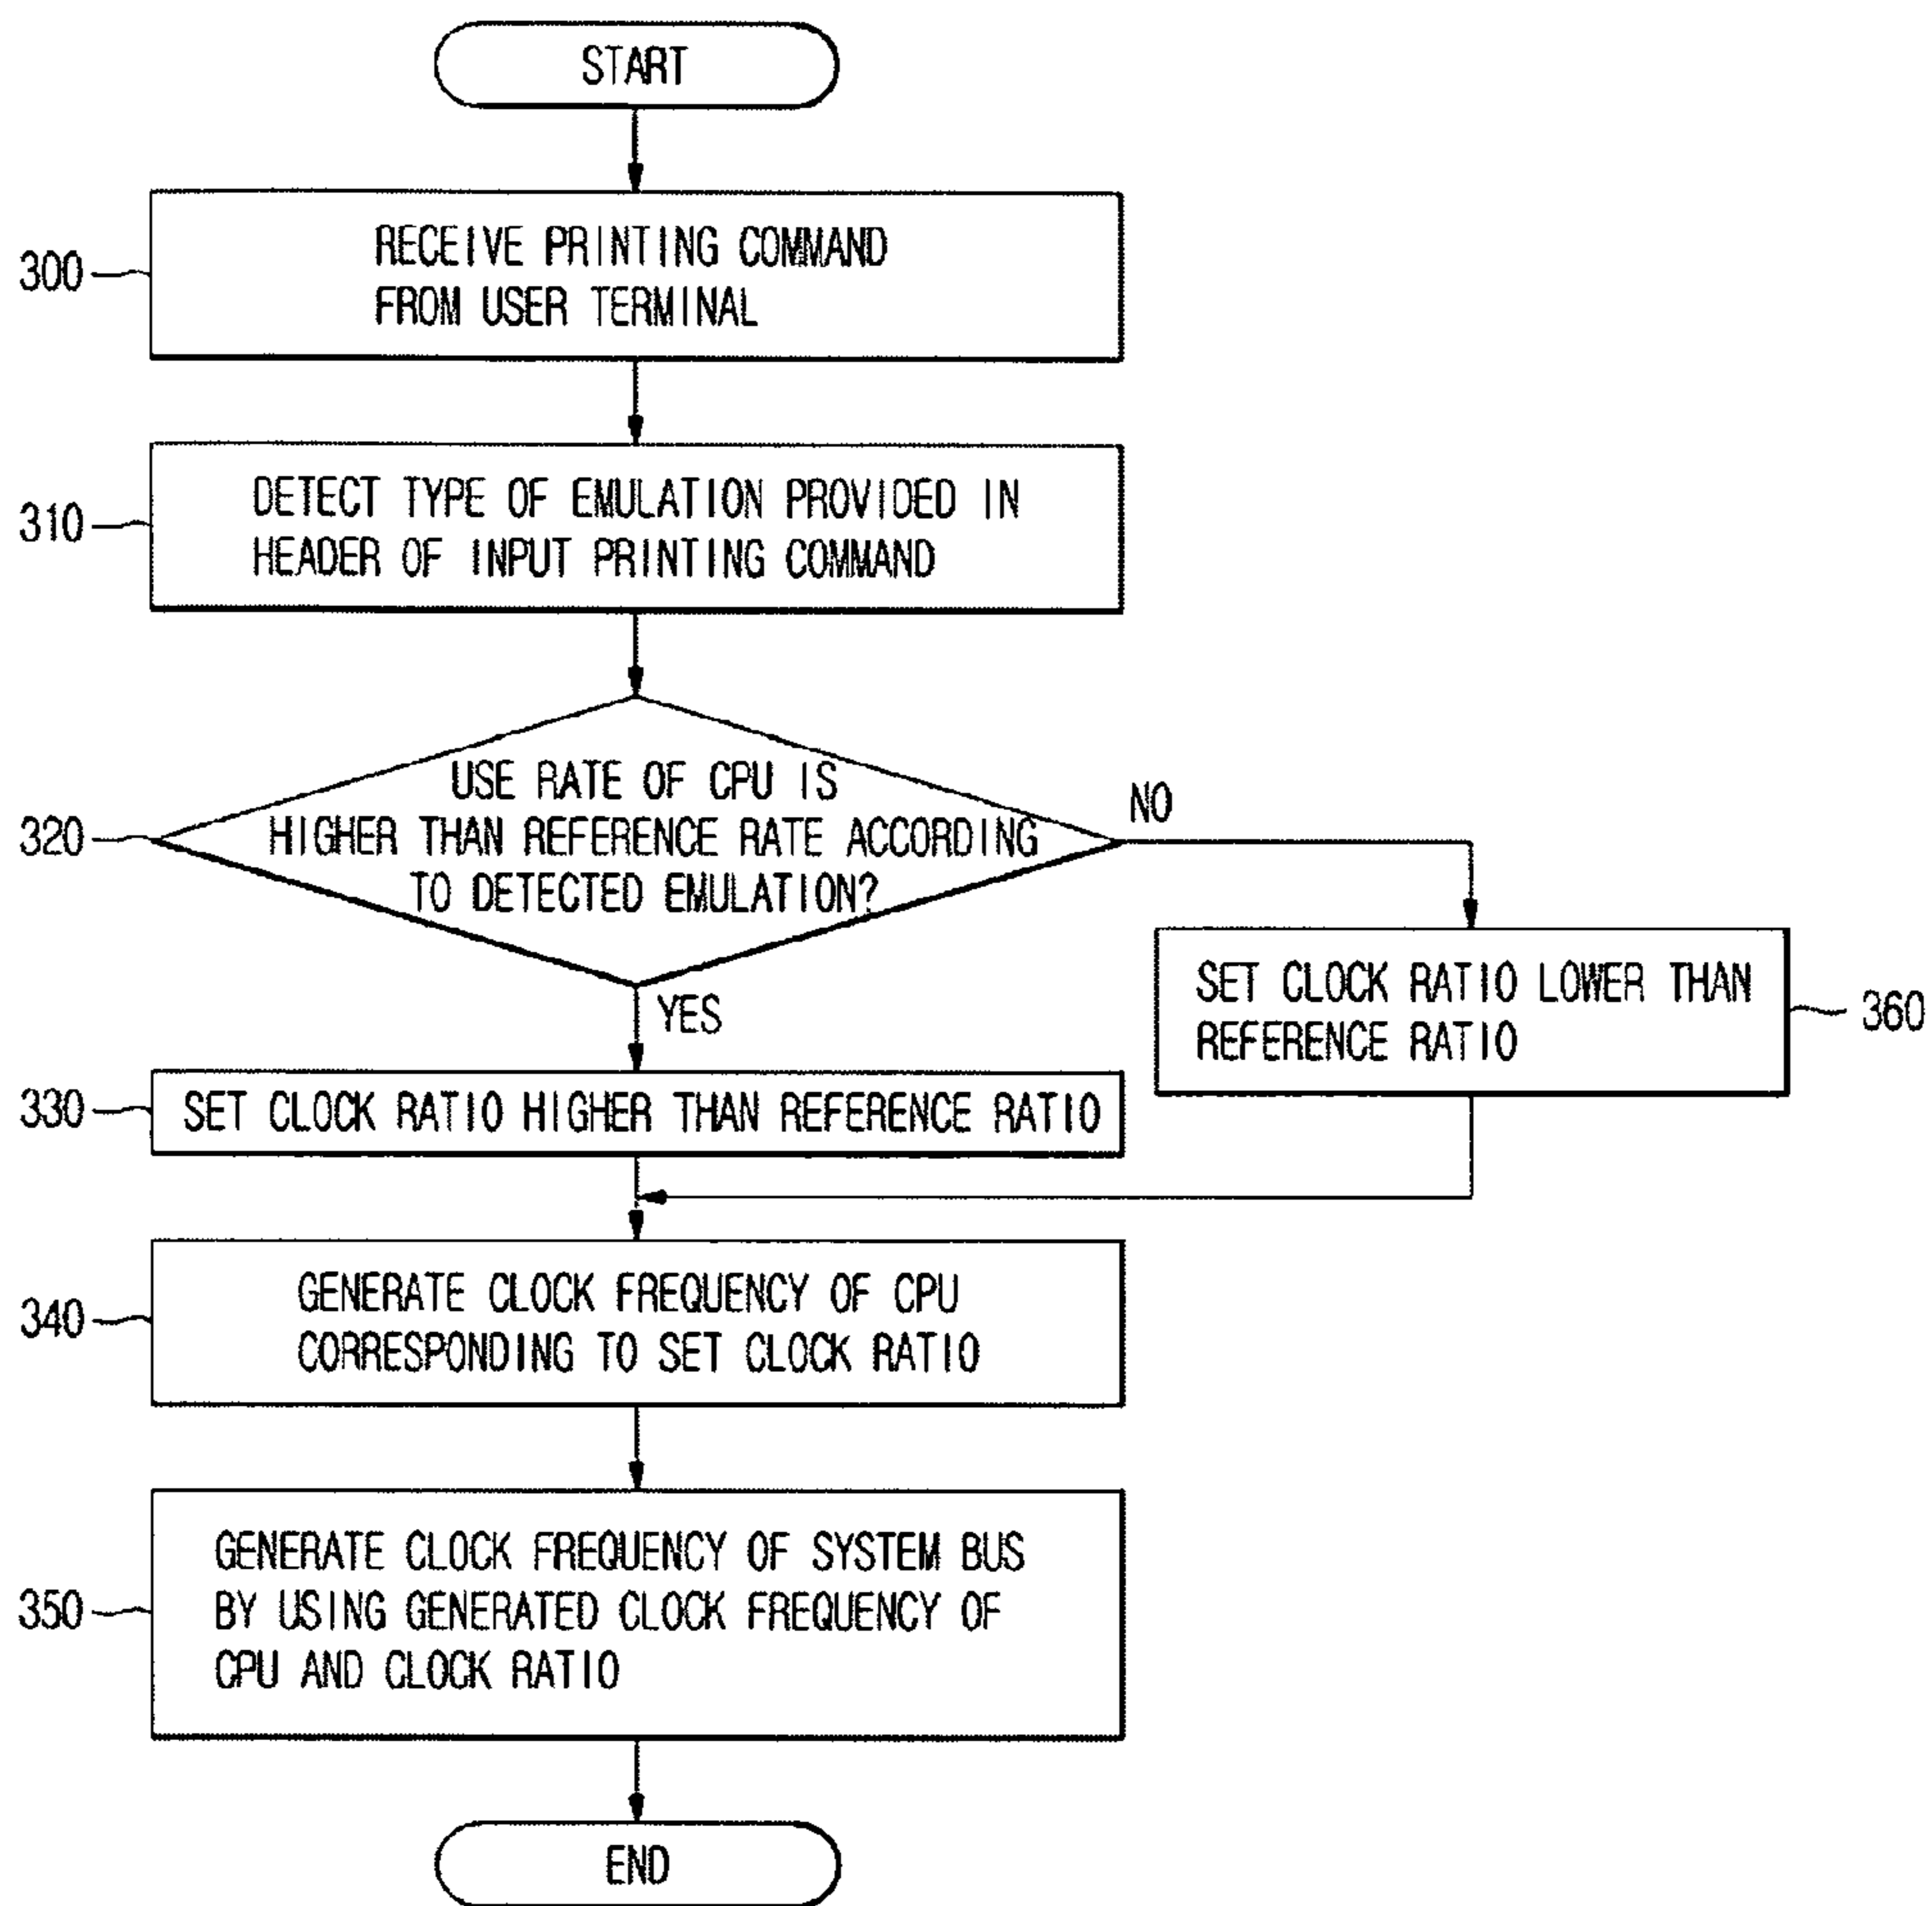 START
300
RECEIVE PRINTING COMMAND
FROM USER TERMINAL
310
DETECT TYPE OF EMULATION PROVIDED IN
HEADER OF INPUT PRINTING COMMAND
320
USE RATE OF CPU IS
HIGHER THAN REFERENCE RATE ACCORDING
TO DETECTED EMULATION?
NO
YES
SET CLOCK RATIO LOWER THAN
REFERENCE RATIO
360
330
SET CLOCK RATIO HIGHER THAN REFERENCE RATIO
340
GENERATE CLOCK FREQUENCY OF CPU
CORRESPONDING TO SET CLOCK RATIO
350
GENERATE CLOCK FREQUENCY OF SYSTEM BUS
BY USING GENERATED CLOCK FREQUENCY OF
CPU AND CLOCK RATIO
END